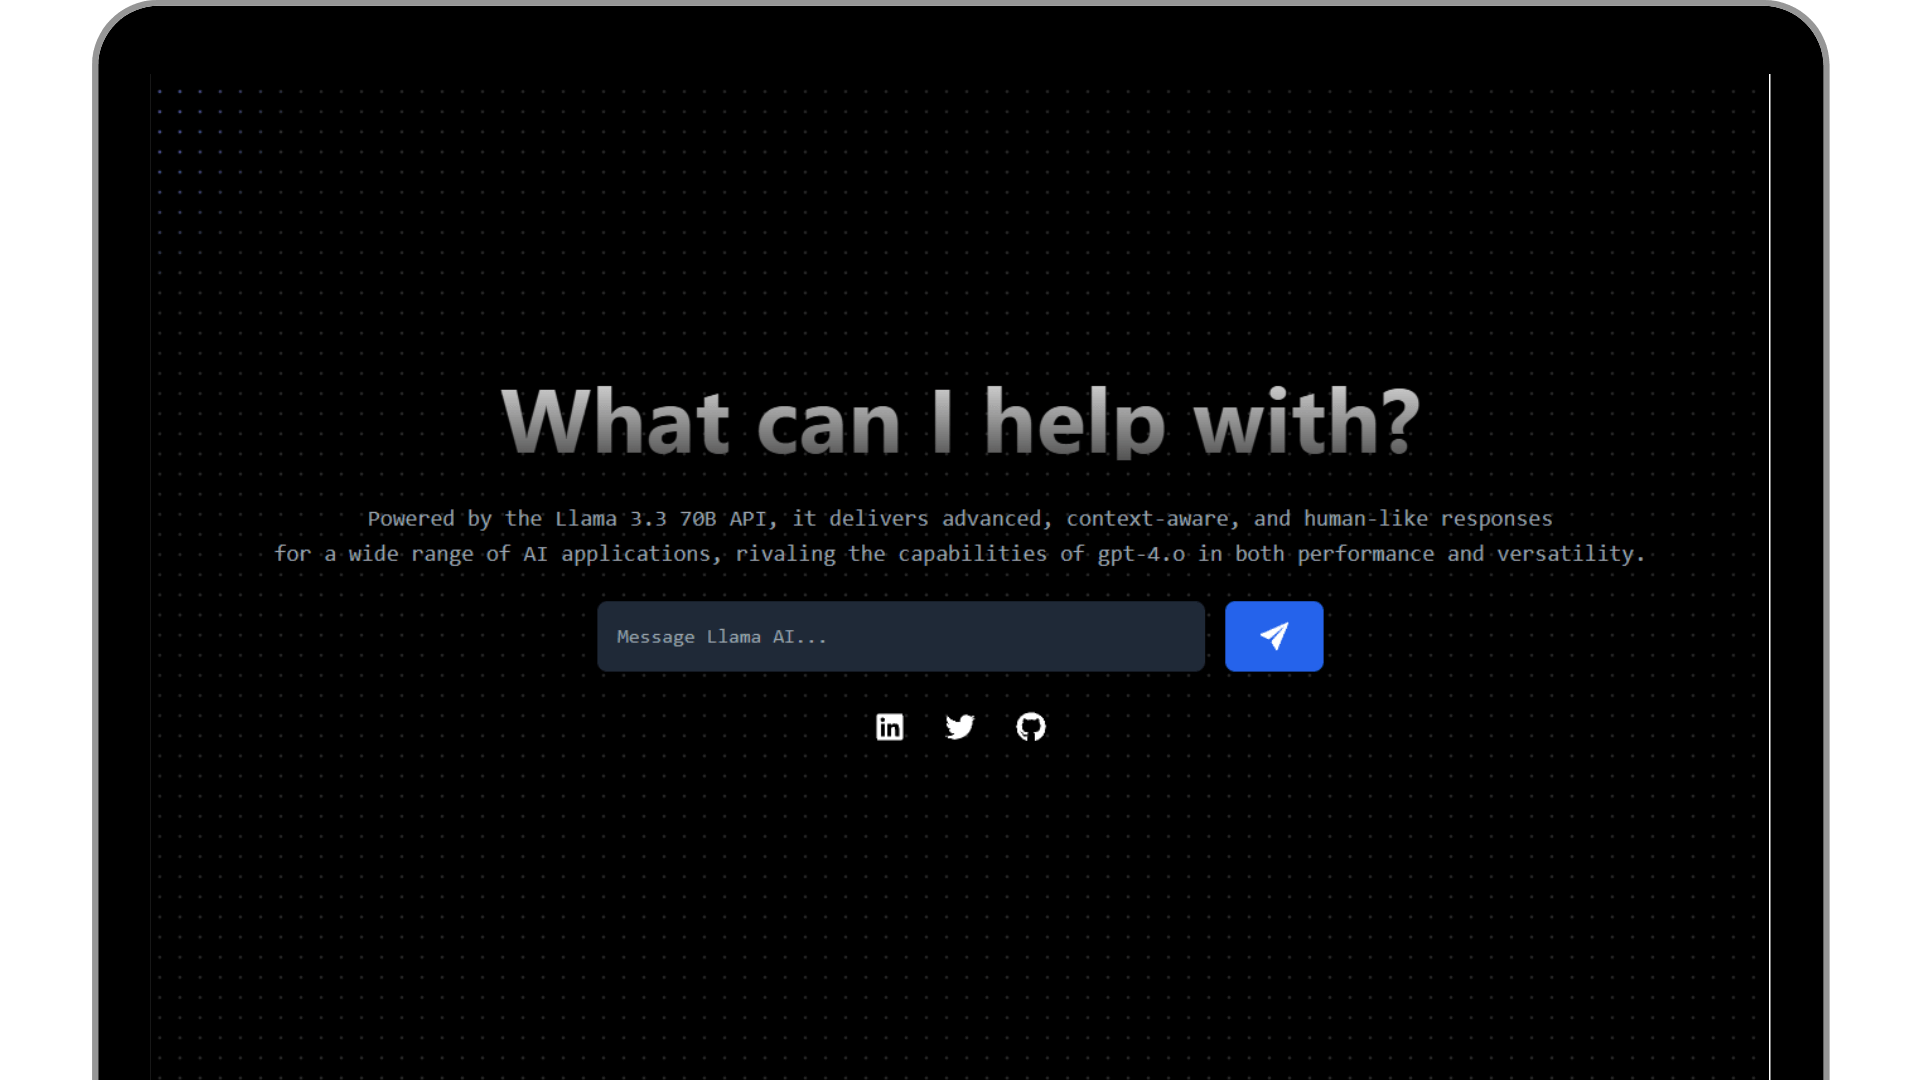 What can I help with?
Powered by the Llama 3.3 70B API, it delivers advanced, context-aware, and human-like responses
for a wide range of AI applications, rivaling the capabilities of gpt-4.o in both performance and versatility.
Message Llama AI...
in